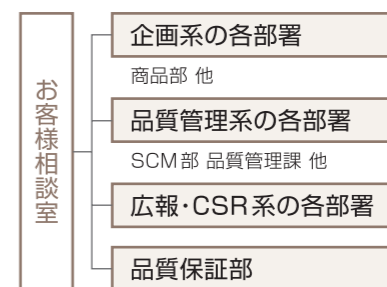 お客様相談室
企画系の各部署
商品部 他
品質管理系の各部署
SCM部 品質管理課 他
広報・CSR系の各部署
品質保証部